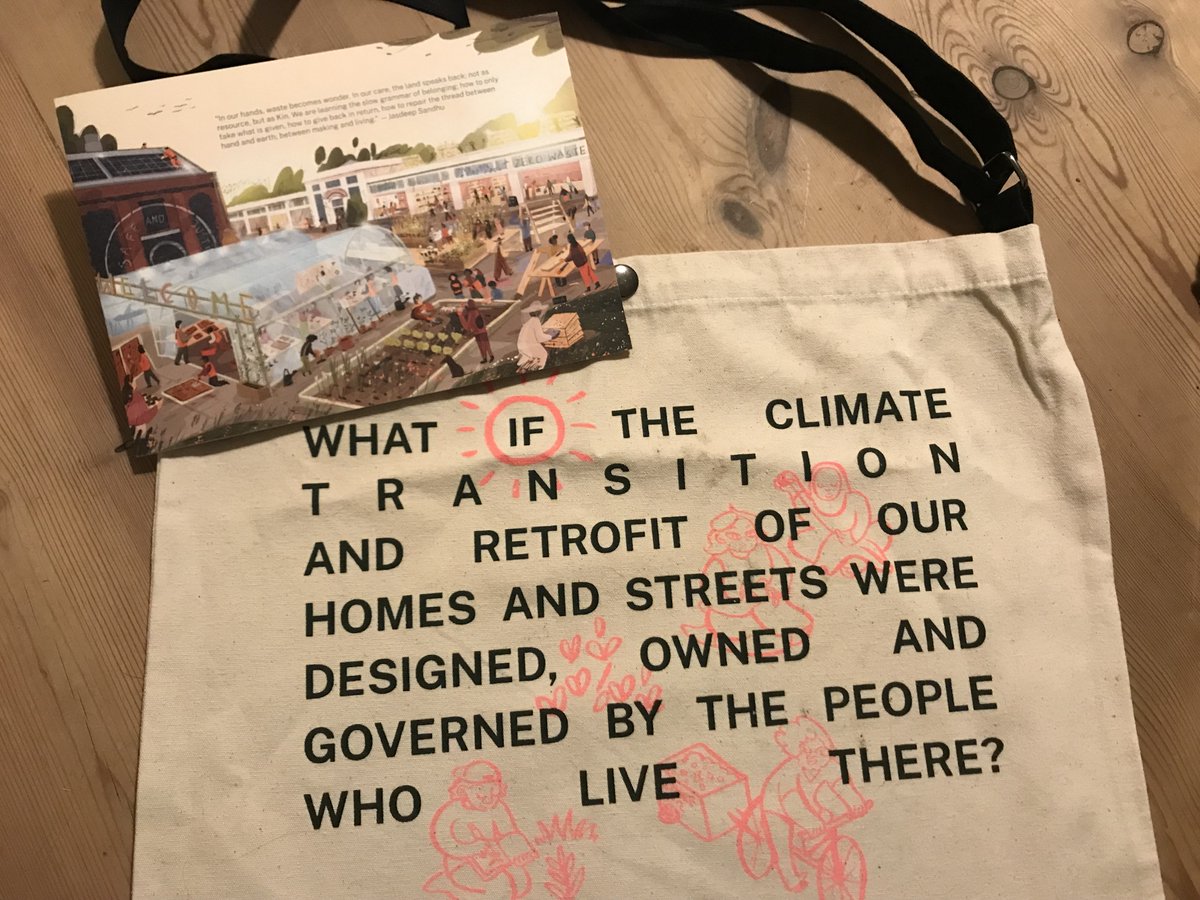 "In our hands, waste becomes wonder. In our care, the land speaks back: not as
resource, but as Kin. We are learning the slow grammar of belonging; how to only
take what is given, how to give back in return, how to repair the thread between
hand and earth; between making and living." — Jasdeep Sandhu
ZERO WASTE
AND
WELCOME
WHAT IF THE CLIMATE
TRANSITION
AND RETROFIT OF OUR
HOMES AND STREETS WERE
DESIGNED, OWNED AND
GOVERNED BY THE PEOPLE
WHO LIVE THERE?